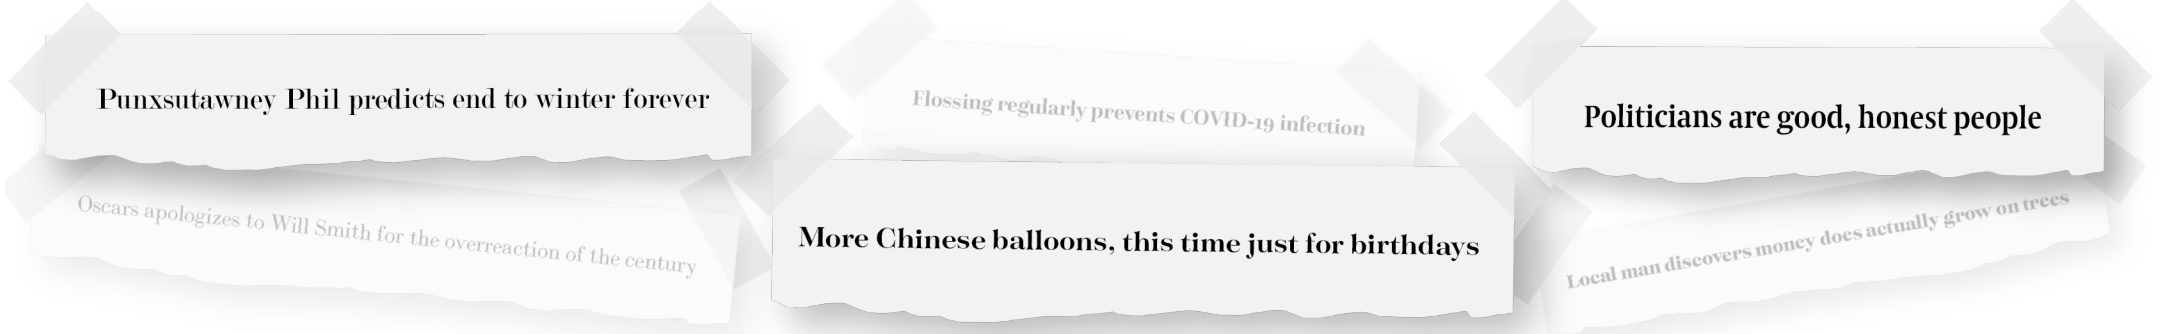 Punxsutawney Phil predicts end to winter forever
Oscars apologizes to Will Smith for the overreaction of the century
Flossing regularly prevents COVID-19 infection
More Chinese balloons, this time just for birthdays
Politicians are good, honest people
Local man discovers money does actually grow on trees